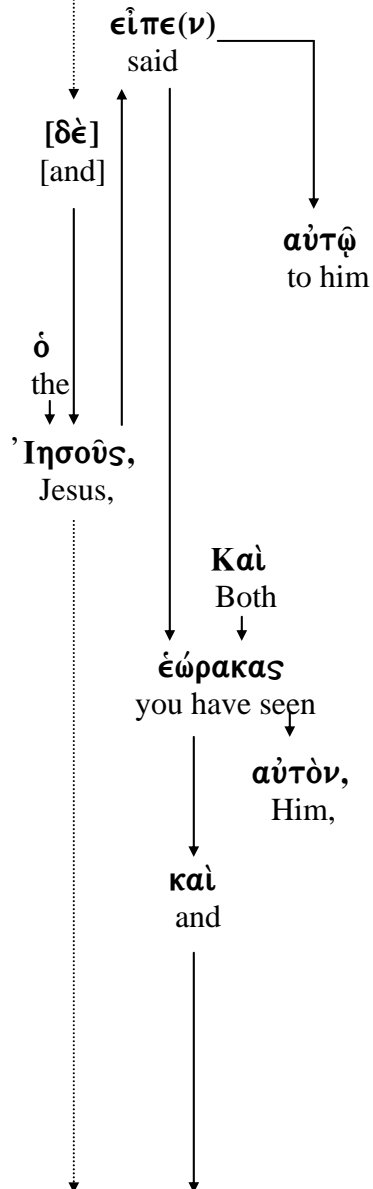 εἶπε(ν)
said
[δὲ]
[and]
αὐτῷ
to him
ὁ
the
Ἰησοῦς,
Jesus,
Καὶ
Both
ἑώρακας
you have seen
αὐτὸν,
Him,
καὶ
and